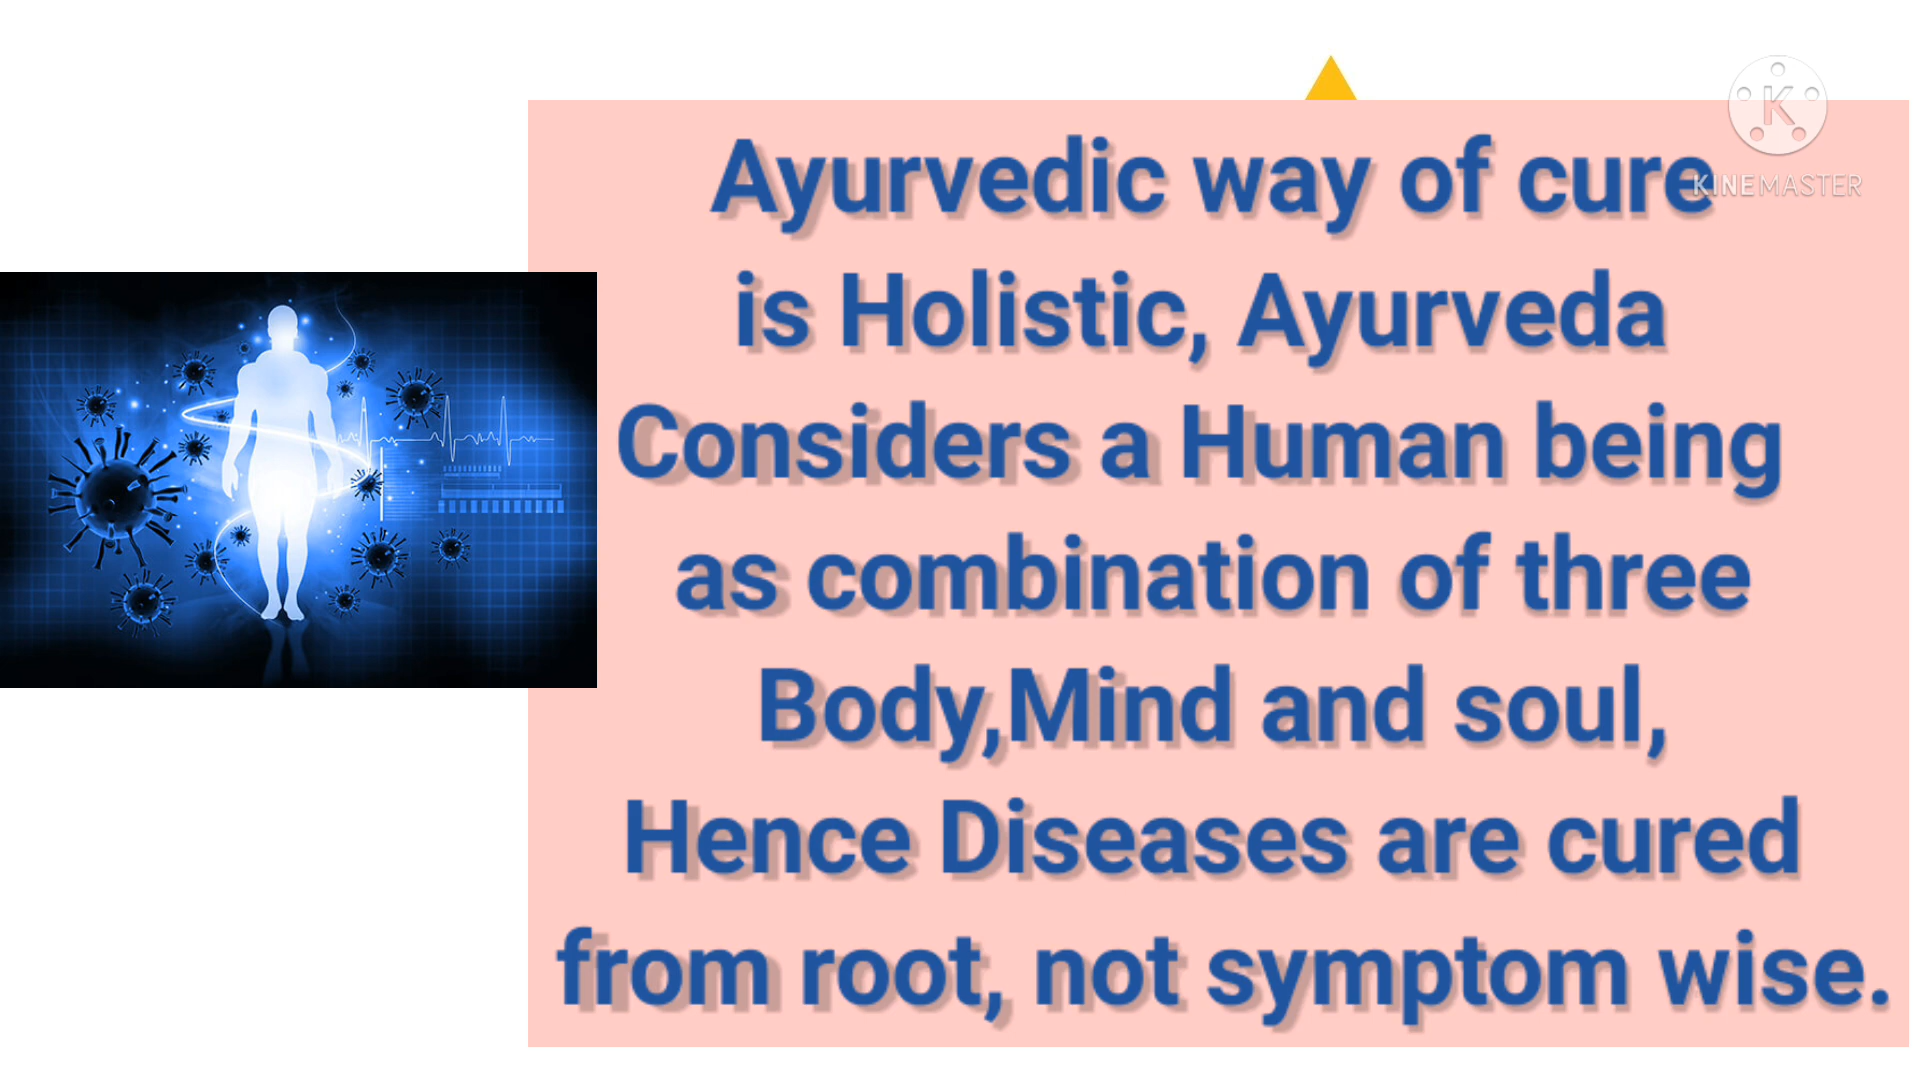 Ayurvedic way of cure
is Holistic, Ayurveda
Considers a Human being
as combination of three
Body,Mind and soul,
Hence Diseases are cured
from root, not symptom wise.
K
KINEMASTER